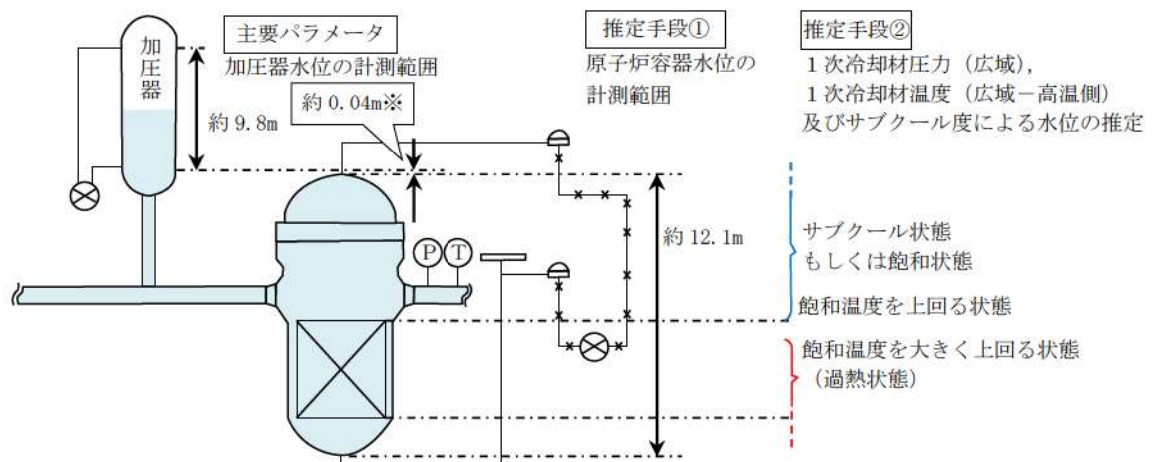 加圧器
約 9.8m
主要パラメータ
加圧器水位の計測範囲
約 0.04m※
推定手段①
原子炉容器水位の
計測範囲
約 12.1m
P
T
推定手段②
1次冷却材圧力(広域),
1次冷却材温度(広域-高温側)
及びサブクール度による水位の推定
サブクール状態
もしくは飽和状態
飽和温度を上回る状態
飽和温度を大きく上回る状態
(過熱状態)